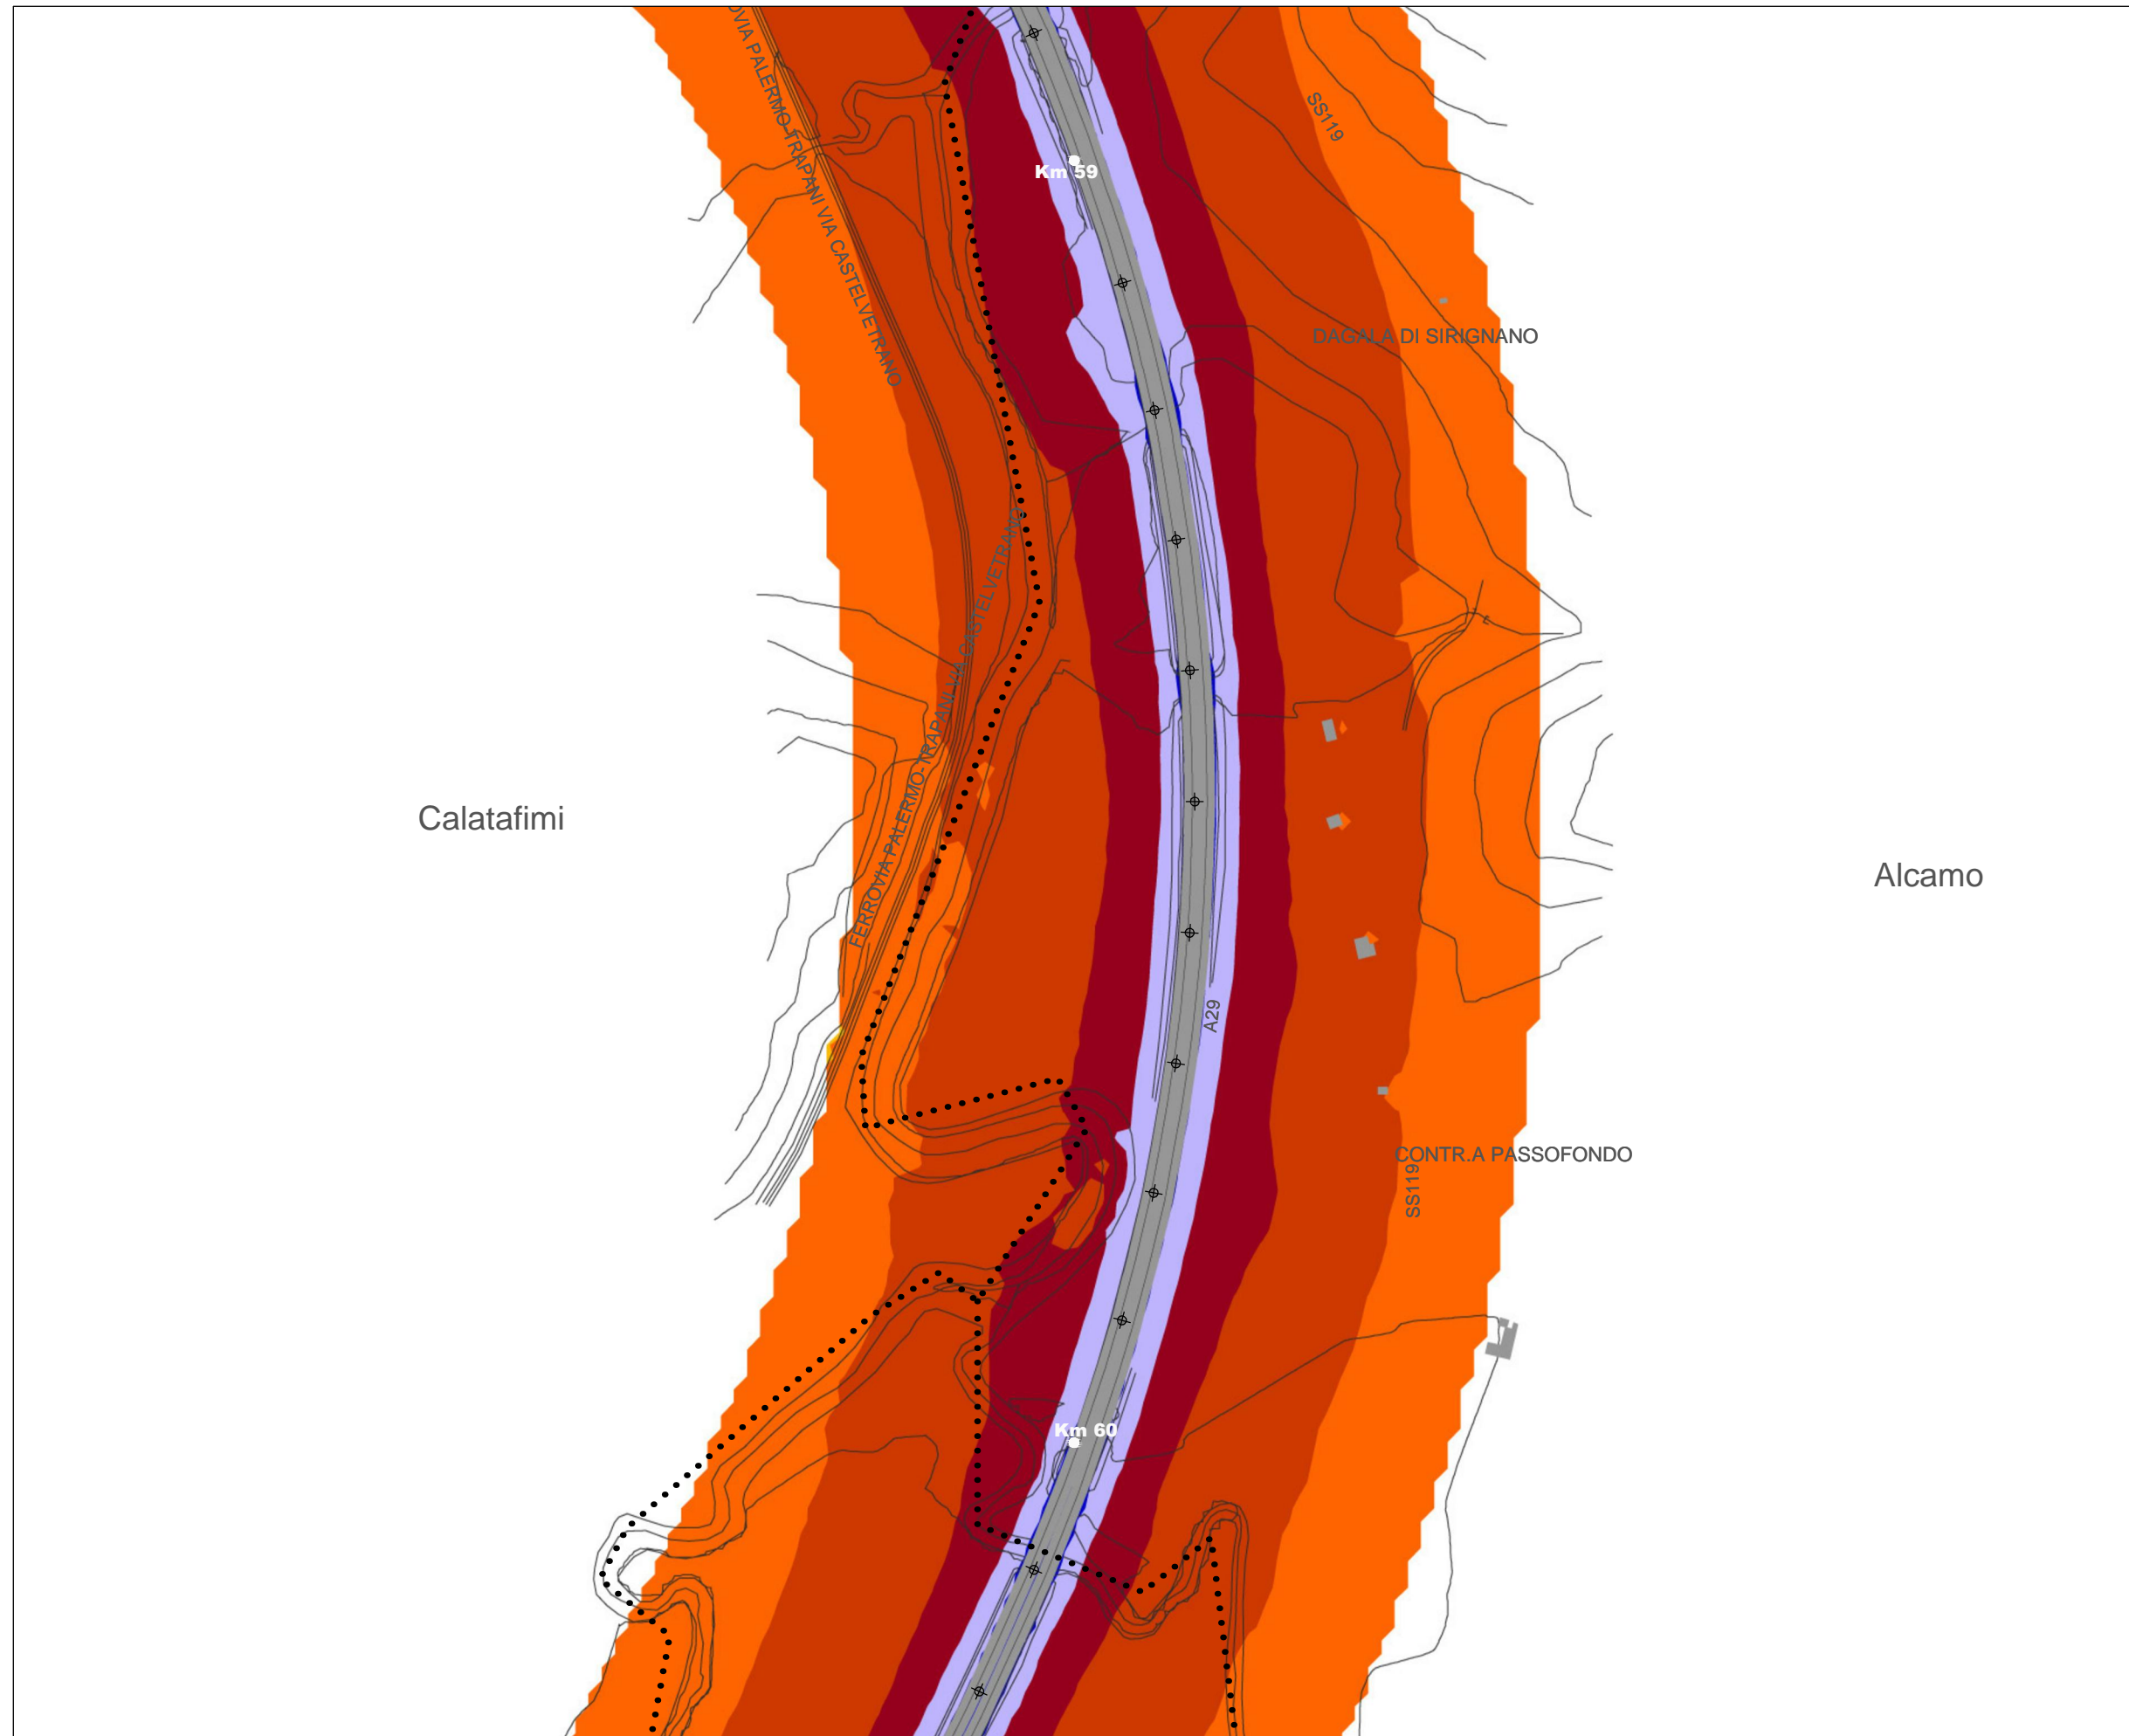 OVIA PALERMO-TRAPANI VIA CASTELVETRANO
SS119
Km 59
DAGALA DI SIRIGNANO
FERROVIA PALERMO-TRAPANI VIA CASTELVETRANO
Calatafimi
Alcamo
A29
CONTR.A PASSOFONDO
SS119
Km 60